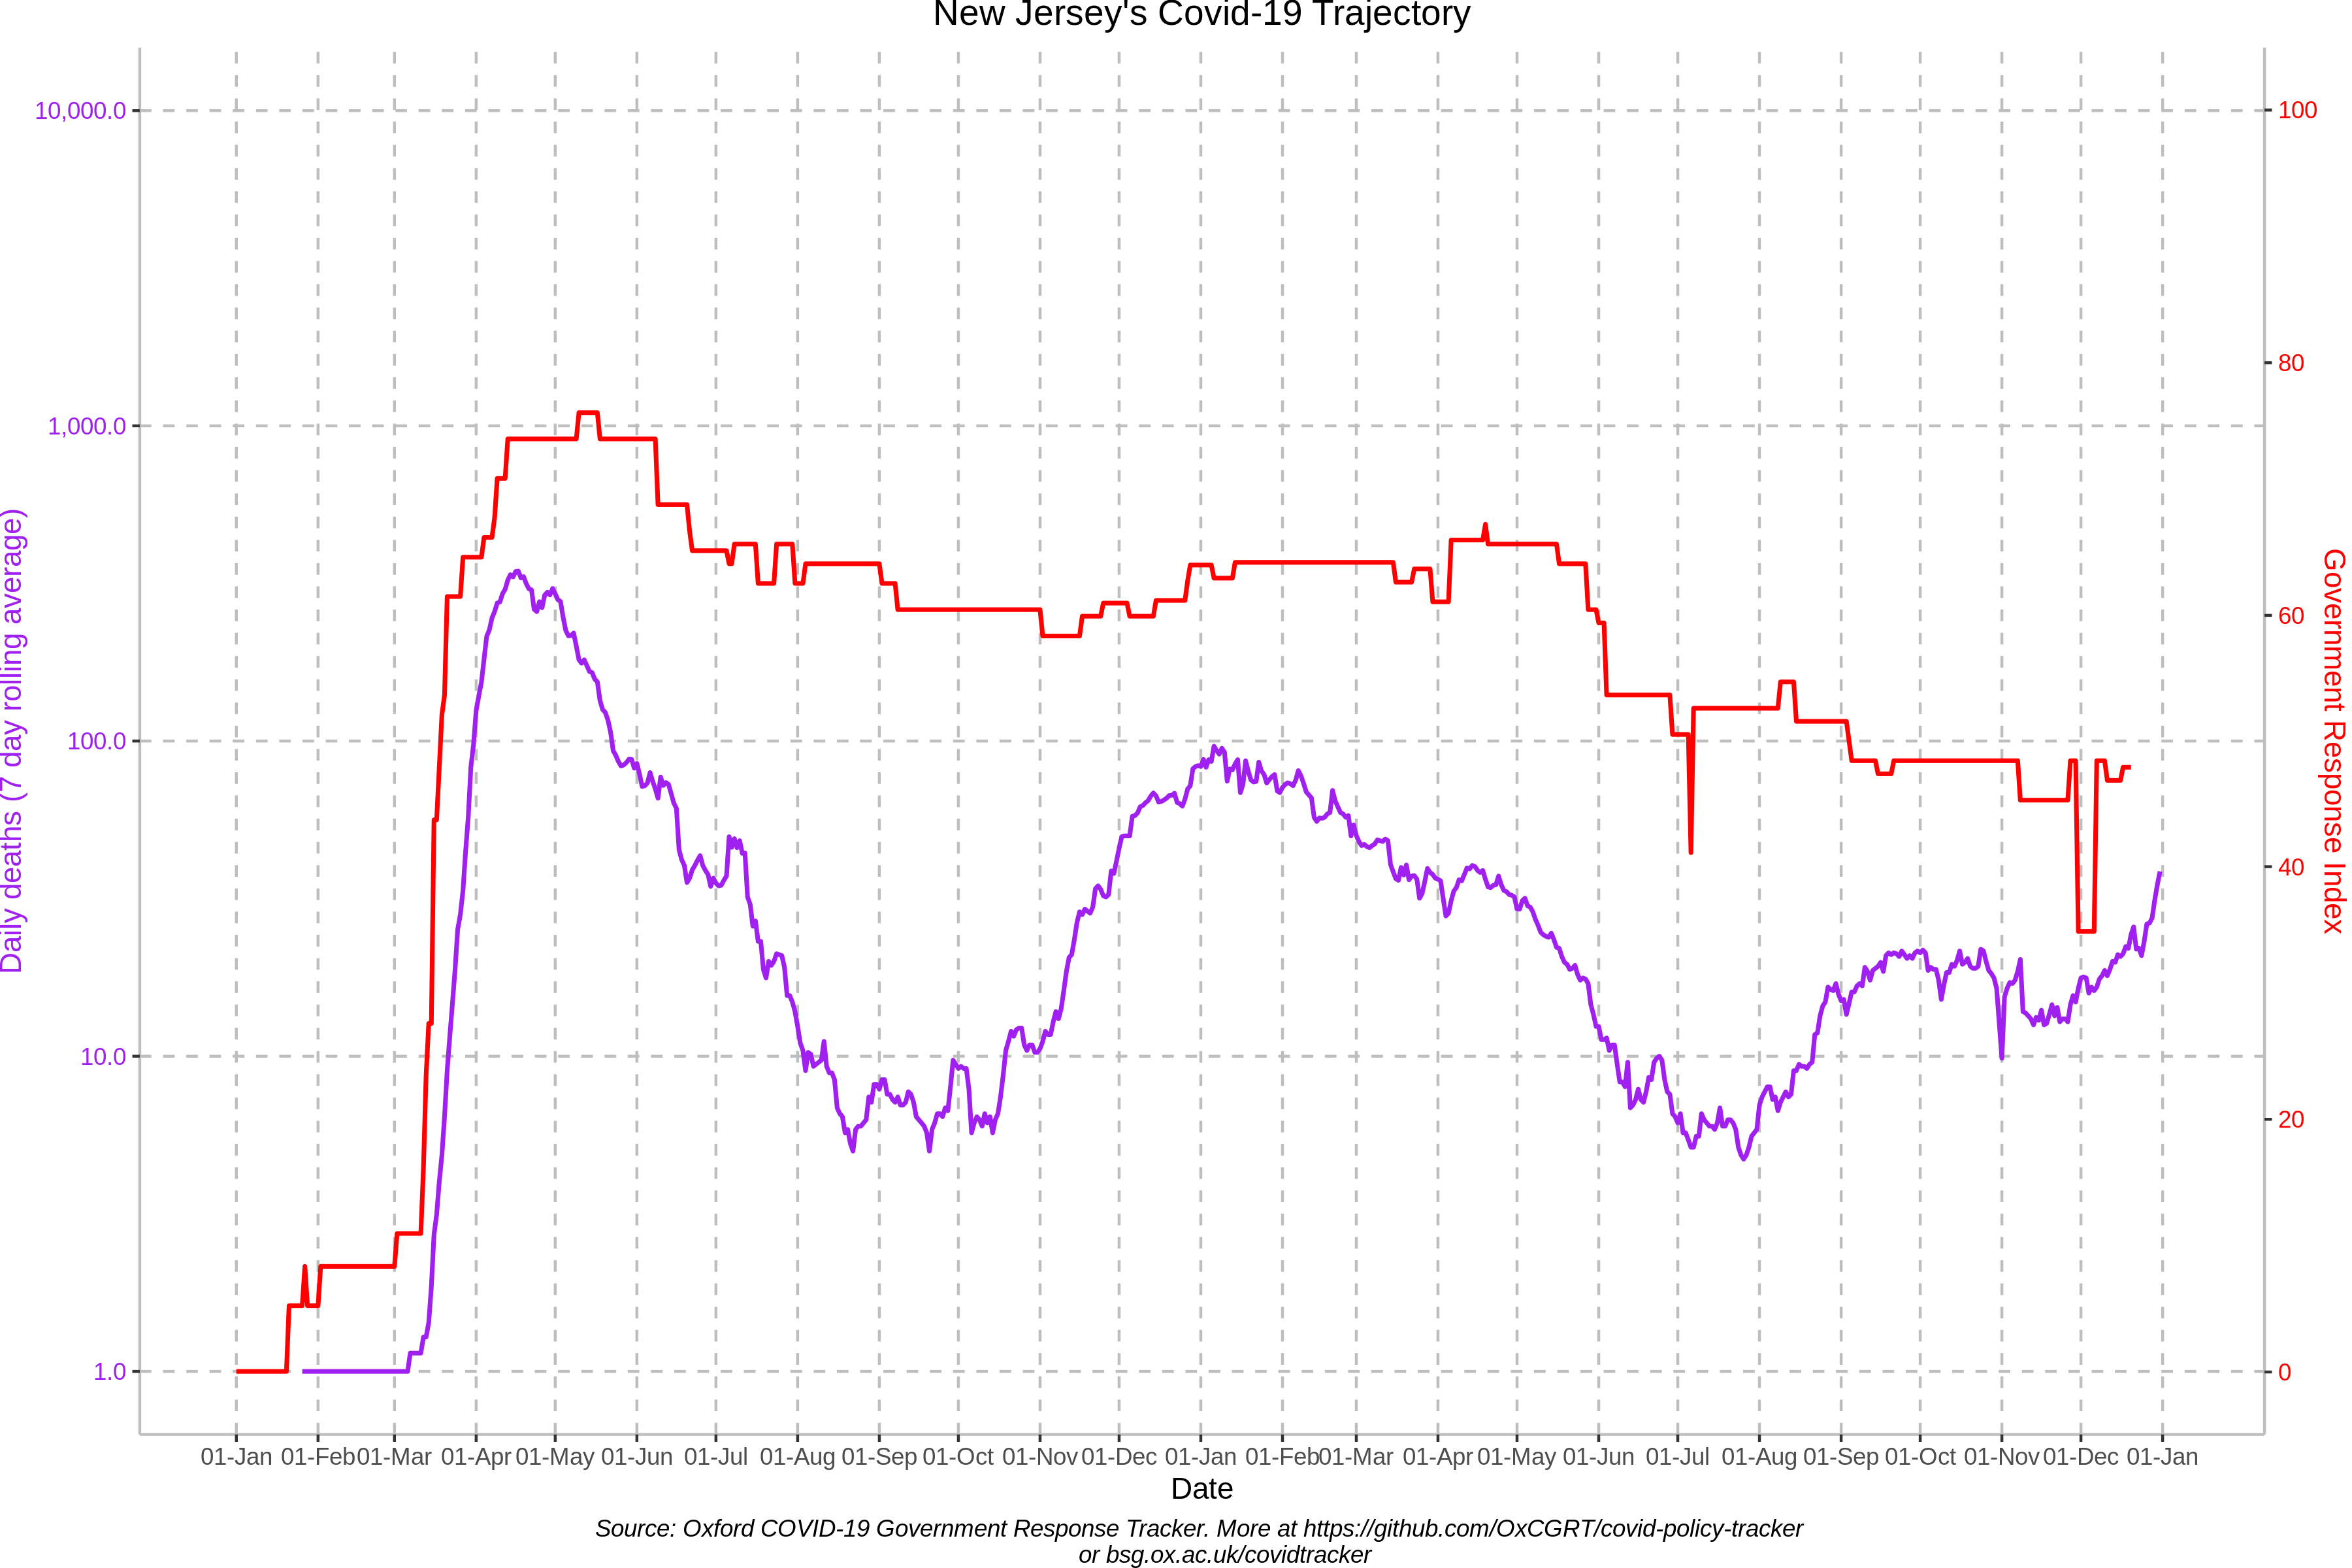 New Jersey's Covid-19 Trajectory
10,000.0
1,000.0
100.0
10.0
1.0
Daily deaths (7 day rolling average)
100
80
60
40
20
0
Government Response Index
01-Jan 01-Feb 01-Mar 01-Apr 01-May 01-Jun 01-Jul 01-Aug 01-Sep 01-Oct 01-Nov 01-Dec 01-Jan 01-Feb 01-Mar 01-Apr 01-May 01-Jun 01-Jul 01-Aug 01-Sep 01-Oct 01-Nov 01-Dec 01-Jan
Date
Source: Oxford COVID-19 Government Response Tracker. More at https://github.com/OxCGRT/covid-policy-tracker
or bsg.ox.ac.uk/covidtracker